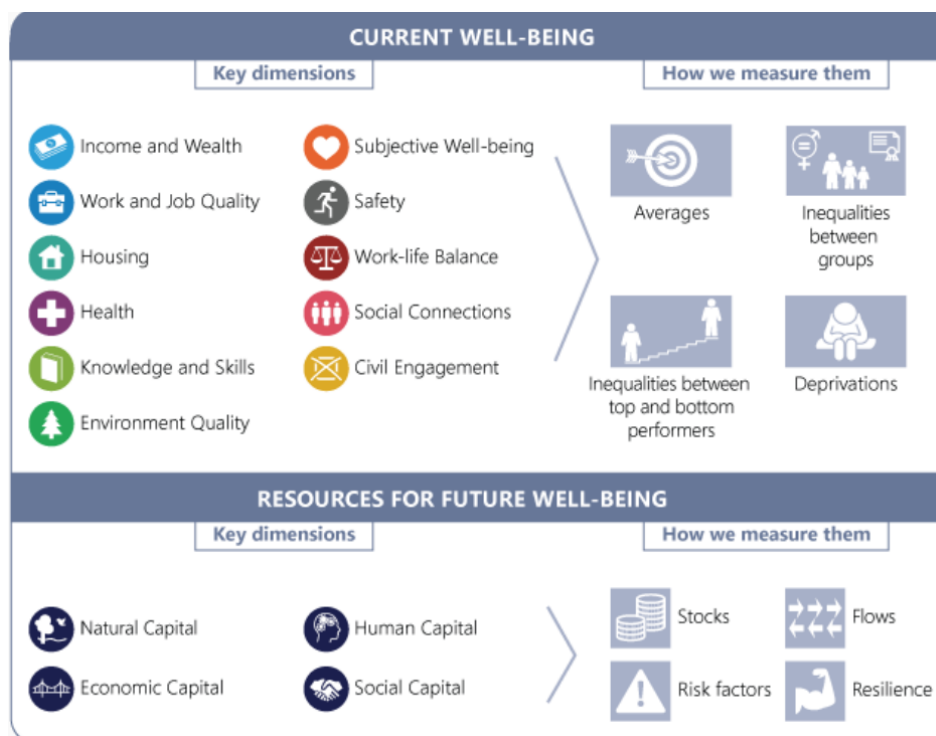 CURRENT WELL-BEING
Key dimensions
How we measure them
Income and Wealth
Subjective Well-being
Work and Job Quality
Safety
Housing
Work-life Balance
Health
Social Connections
Knowledge and Skills
Civil Engagement
Environment Quality
Averages
Inequalities
between
groups
Inequalities between
top and bottom
performers
Deprivations
RESOURCES FOR FUTURE WELL-BEING
Key dimensions
How we measure them
Natural Capital
Human Capital
Economic Capital
Social Capital
Stocks
Flows
Risk factors
Resilience